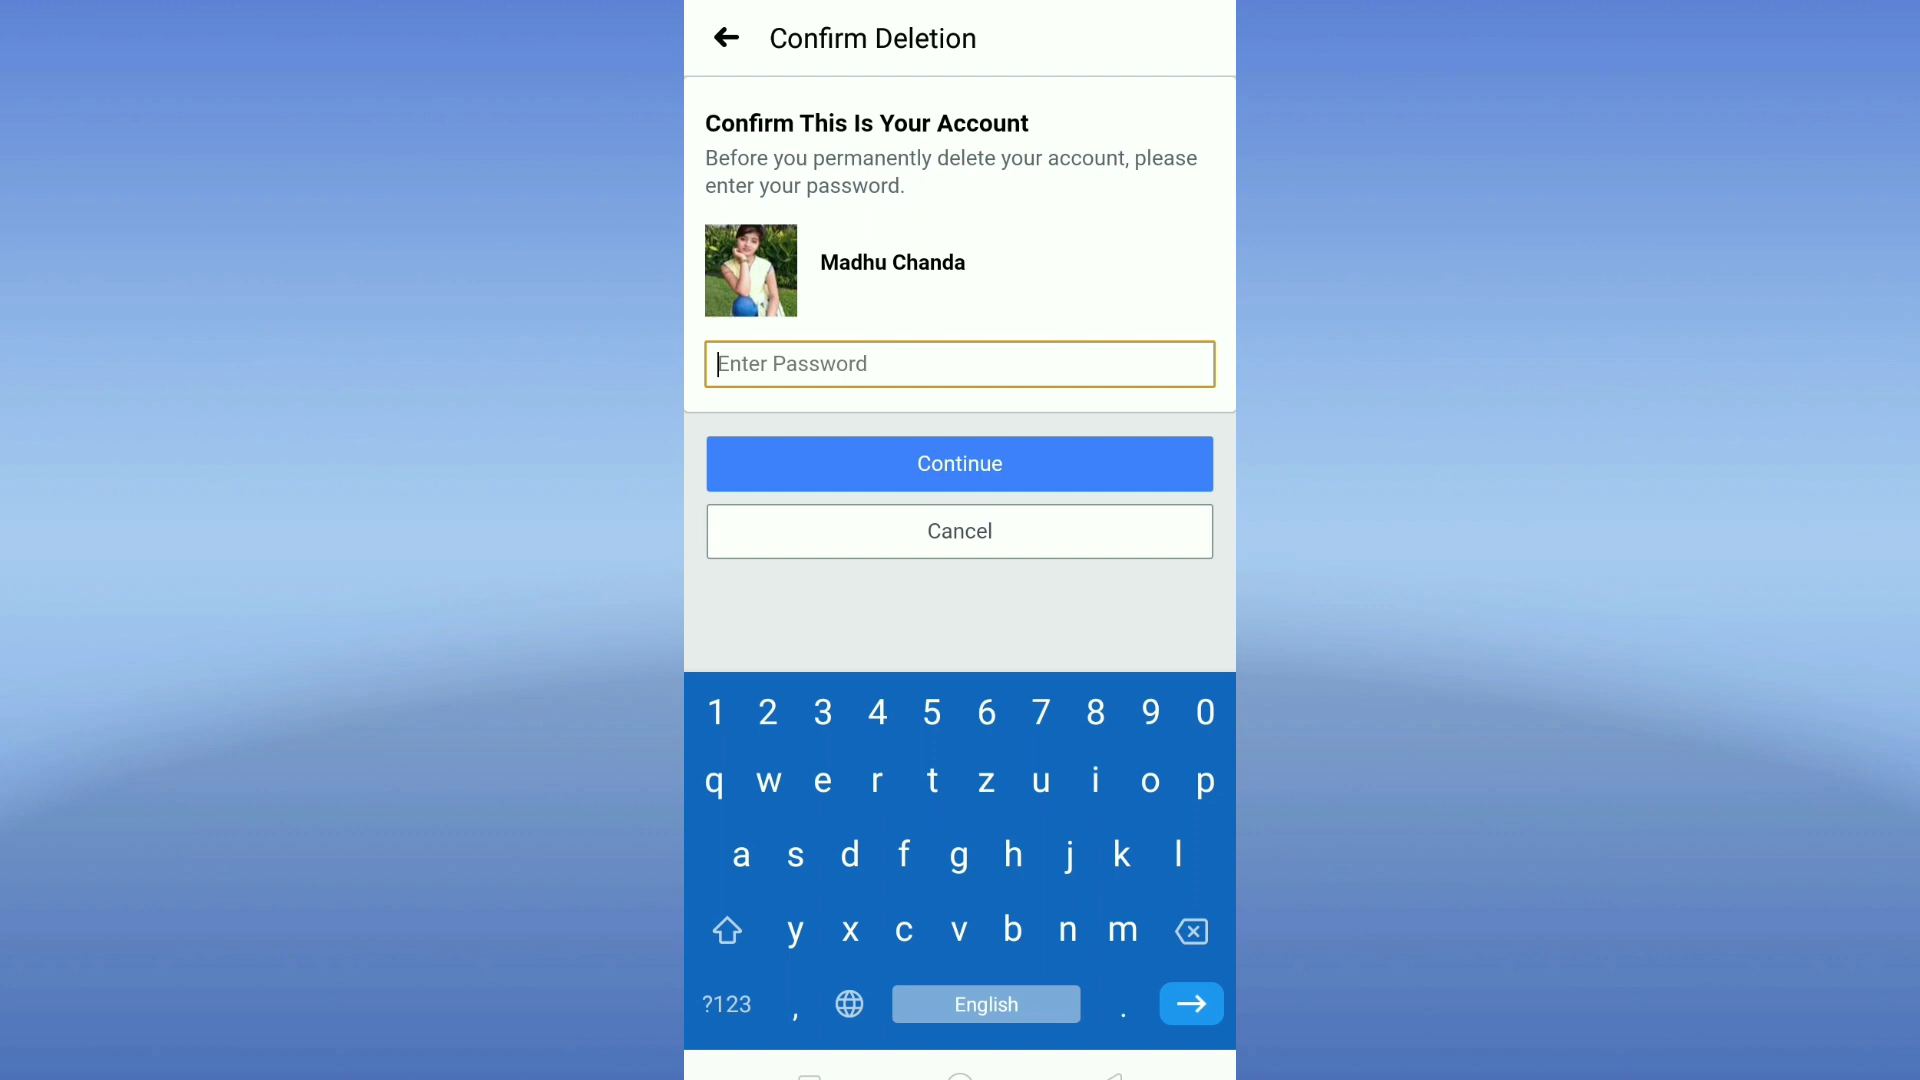 Confirm Deletion
Confirm This Is Your Account
Before you permanently delete your account, please
enter your password.
Madhu Chanda
Enter Password
Continue
Cancel
1 2 3 4 5 6 7 8 9 0
q w e r t z u i o p
a s d f g h j k l
y x c v b n m
?123 , English .